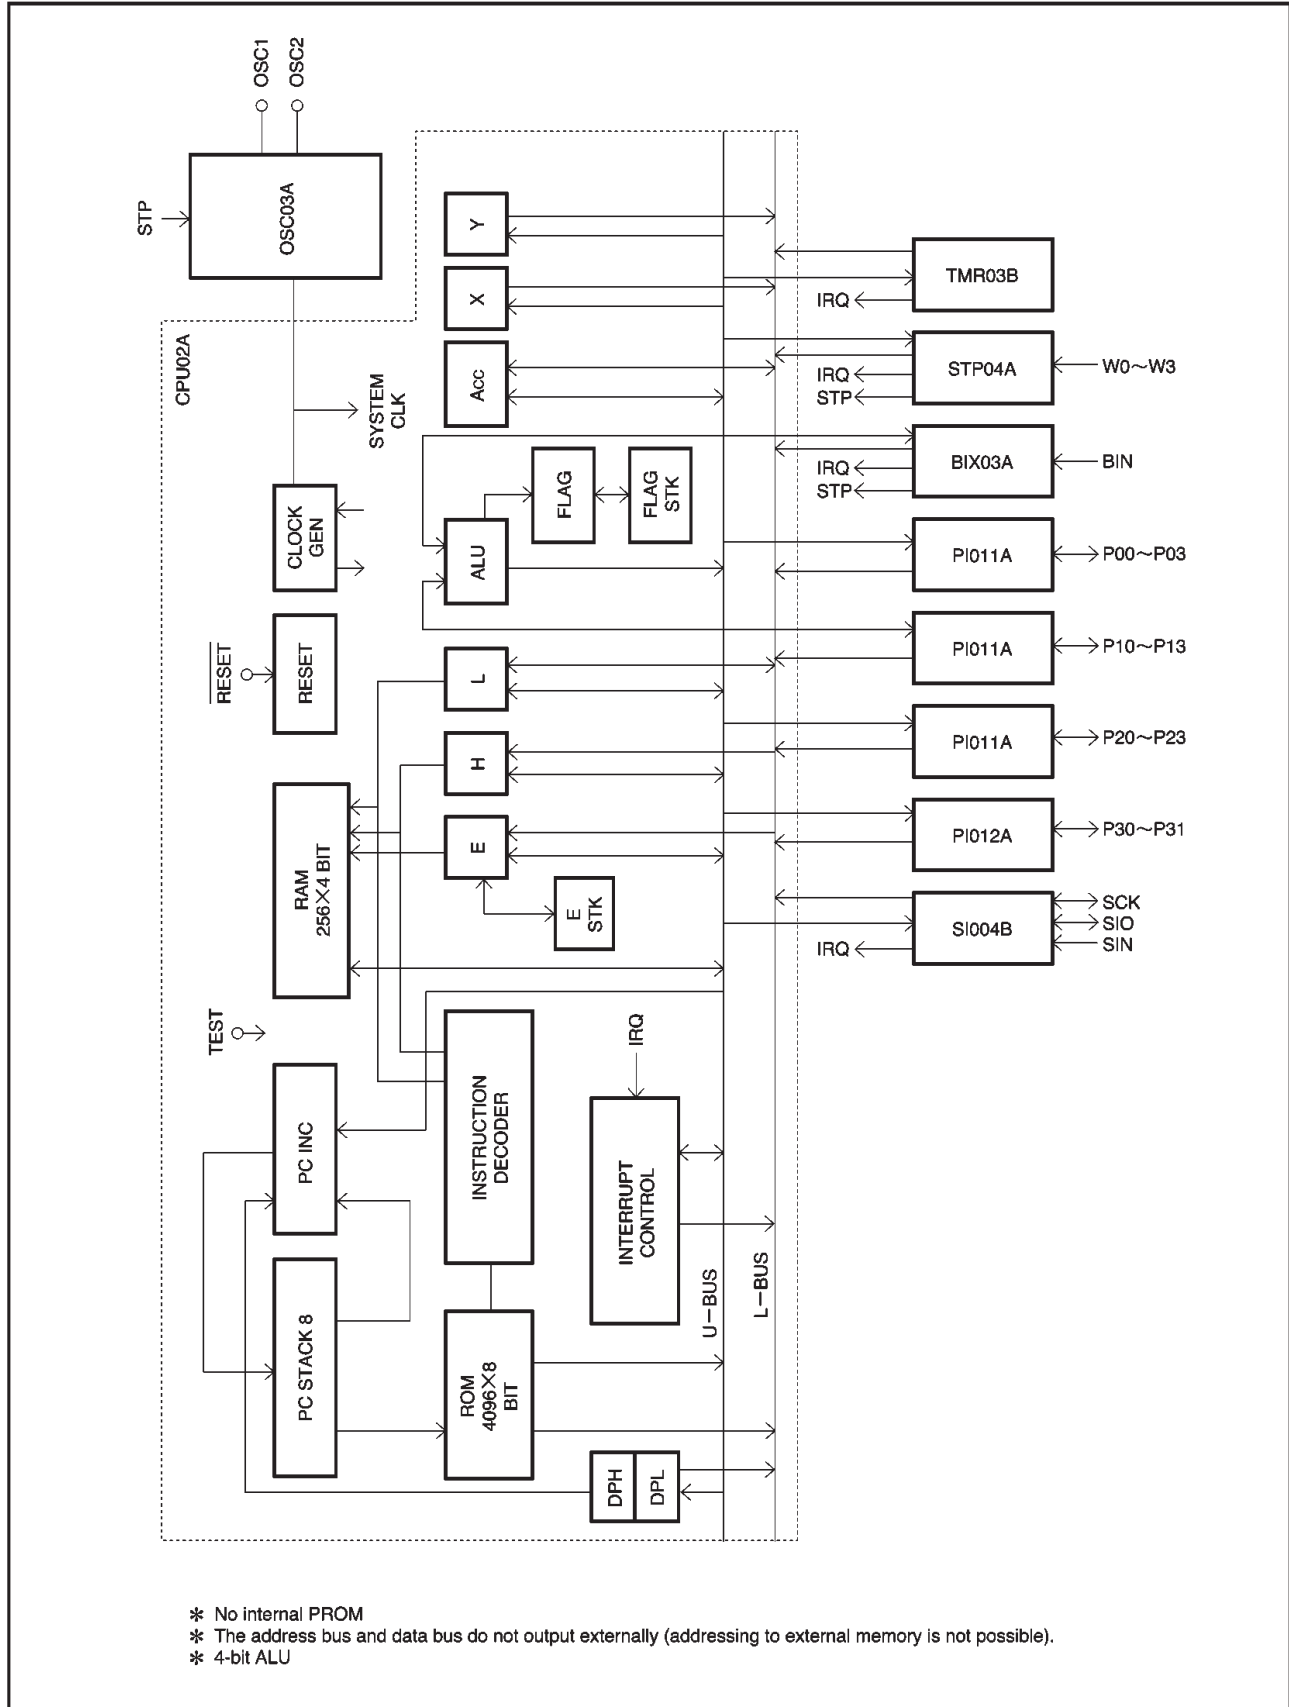 OSC1
OSC2
STP
OSC03A
CPU02A
SYSTEM
CLK
CLOCK
GEN
RESET
RESET
RAM
256×4 BIT
TEST
PC INC
PC STACK 8
Y
X
ACC
ALU
FLAG
FLAG
STK
L
H
E
E
STK
INSTRUCTION
DECODER
ROM
4096×8
BIT
IRQ
INTERRUPT
CONTROL
DPH
DPL
U－BUS
L－BUS
TMR03B
IRQ
STP04A
IRQ
STP
W0～W3
BIX03A
IRQ
STP
BIN
PI011A
P00～P03
PI011A
P10～P13
PI011A
P20～P23
PI012A
P30～P31
SI004B
IRQ
SCK
SIO
SIN
＊ No internal PROM
＊ The address bus and data bus do not output externally (addressing to external memory is not possible).
＊ 4-bit ALU